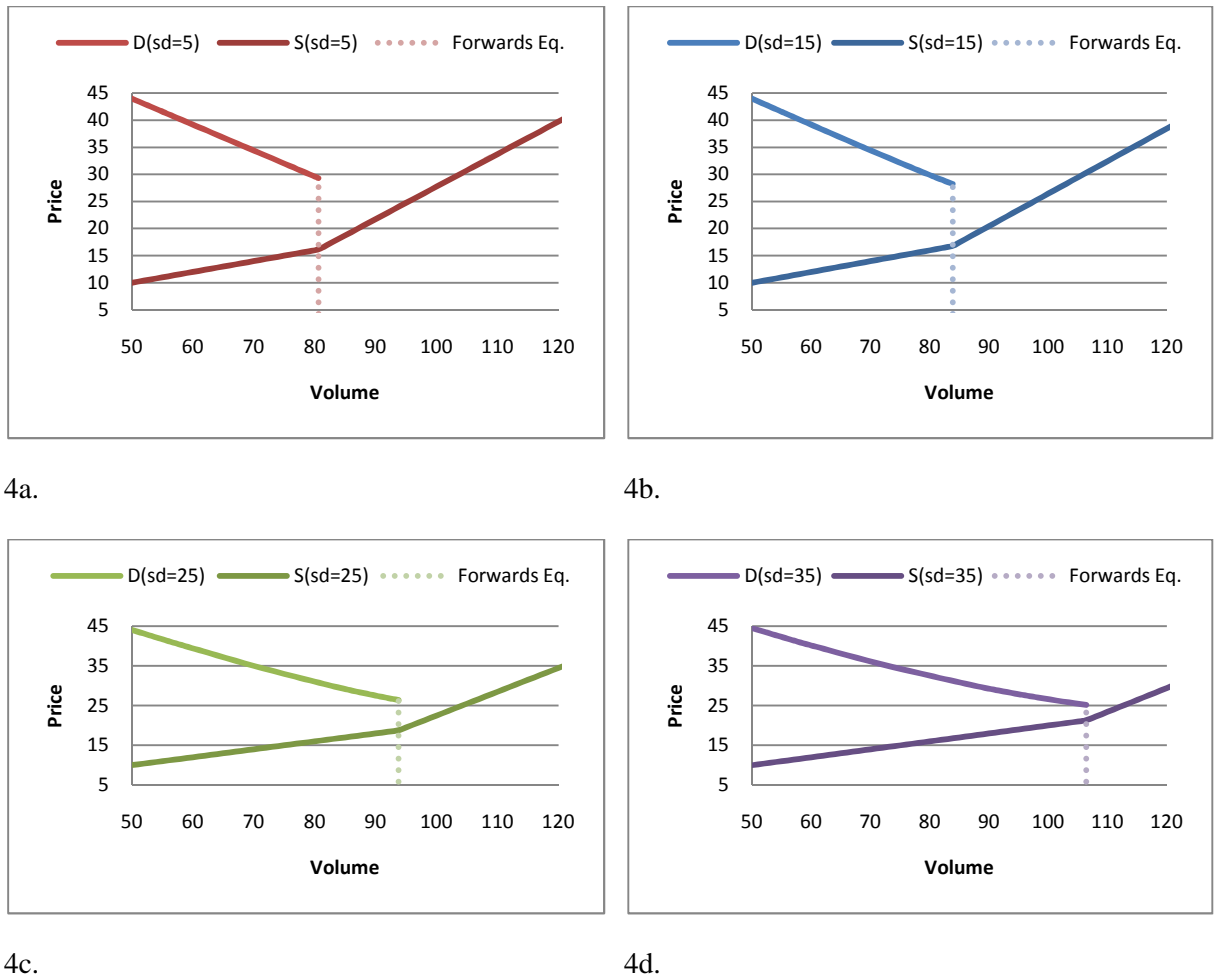 D(sd=5) S(sd=5) Forwards Eq.
45
40
35
30
25
20
15
10
5
Price
50 60 70 80 90 100 110 120
Volume
D(sd=15) S(sd=15) Forwards Eq.
45
40
35
30
25
20
15
10
5
Price
50 60 70 80 90 100 110 120
Volume
4a. 4b.
D(sd=25) S(sd=25) Forwards Eq.
45
35
25
15
5
Price
50 60 70 80 90 100 110 120
Volume
D(sd=35) S(sd=35) Forwards Eq.
45
35
25
15
5
Price
50 60 70 80 90 100 110 120
Volume
4c. 4d.